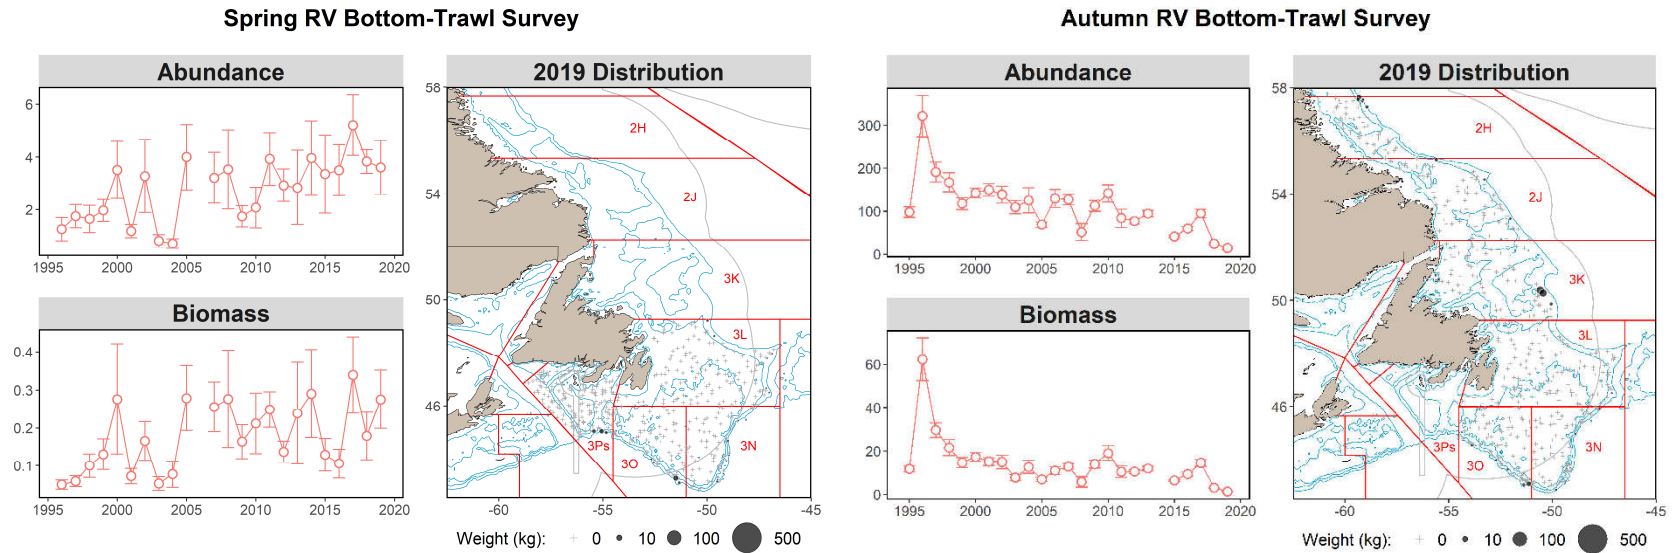 Spring RV Bottom-Trawl Survey
Autumn RV Bottom-Trawl Survey
Abundance
6
4
2
1995 2000 2005 2010 2015 2020
Biomass
0.4
0.3
0.2
0.1
1995 2000 2005 2010 2015 2020
2019 Distribution
58
54
50
46
2H
2J
3K
3L
3Ps
3O
3N
-60 -55 -50 -45
Weight (kg): 0 10 100 500
Abundance
300
200
100
0
1995 2000 2005 2010 2015 2020
Biomass
60
40
20
0
1995 2000 2005 2010 2015 2020
2019 Distribution
58
54
50
46
2H
2J
3K
3L
3Ps
3O
3N
-60 -55 -50 -45
Weight (kg): 0 10 100 500